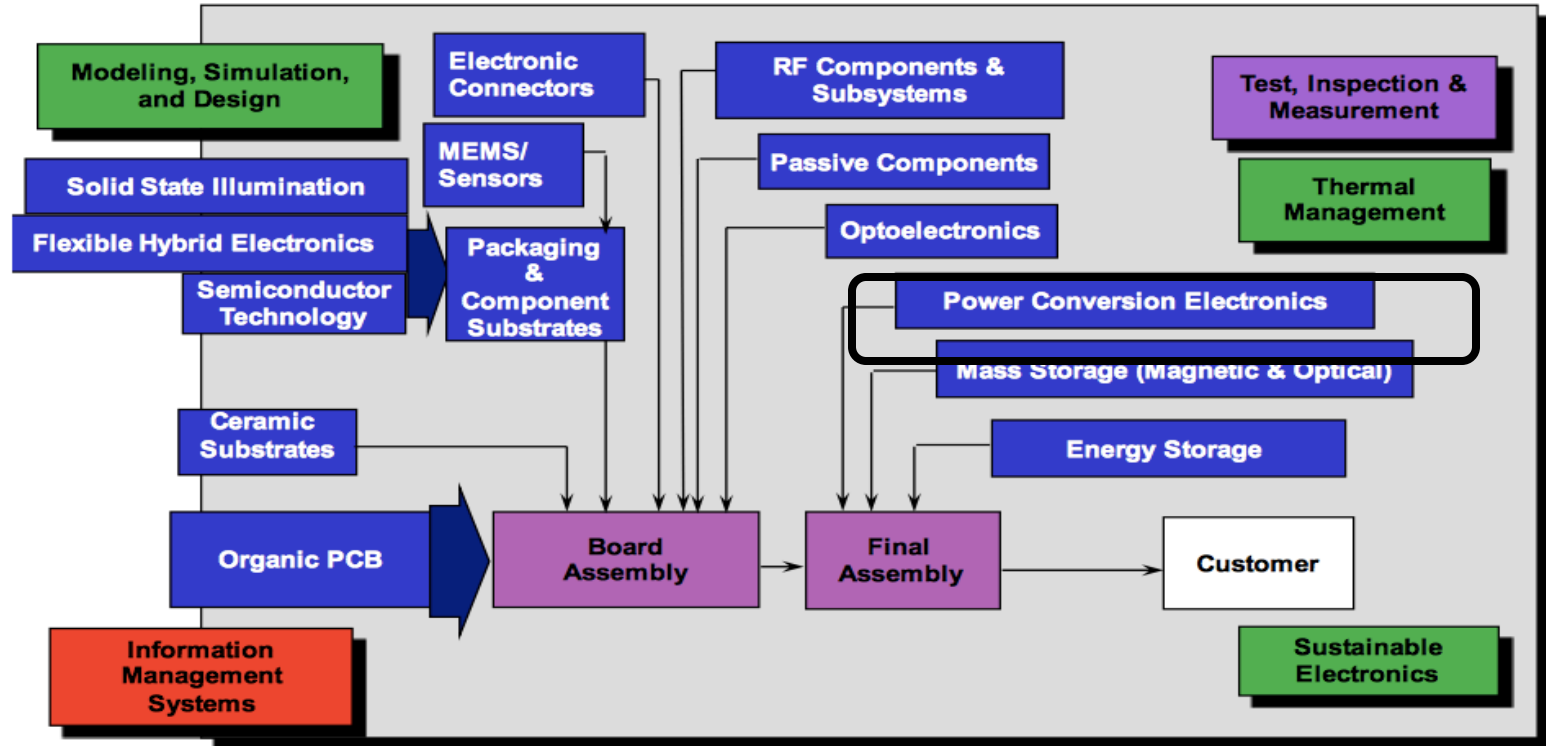 Modeling, Simulation,
and Design
Electronic
Connectors
RF Components &
Subsystems
Test, Inspection &
Measurement
MEMS/
Sensors
Passive Components
Solid State Illumination
Thermal
Management
Flexible Hybrid Electronics
Optoelectronics
Packaging
&
Component
Substrates
Semiconductor
Technology
Power Conversion Electronics
Mass Storage (Magnetic & Optical)
Ceramic
Substrates
Energy Storage
Organic PCB
Board
Assembly
Final
Assembly
Customer
Information
Management
Systems
Sustainable
Electronics